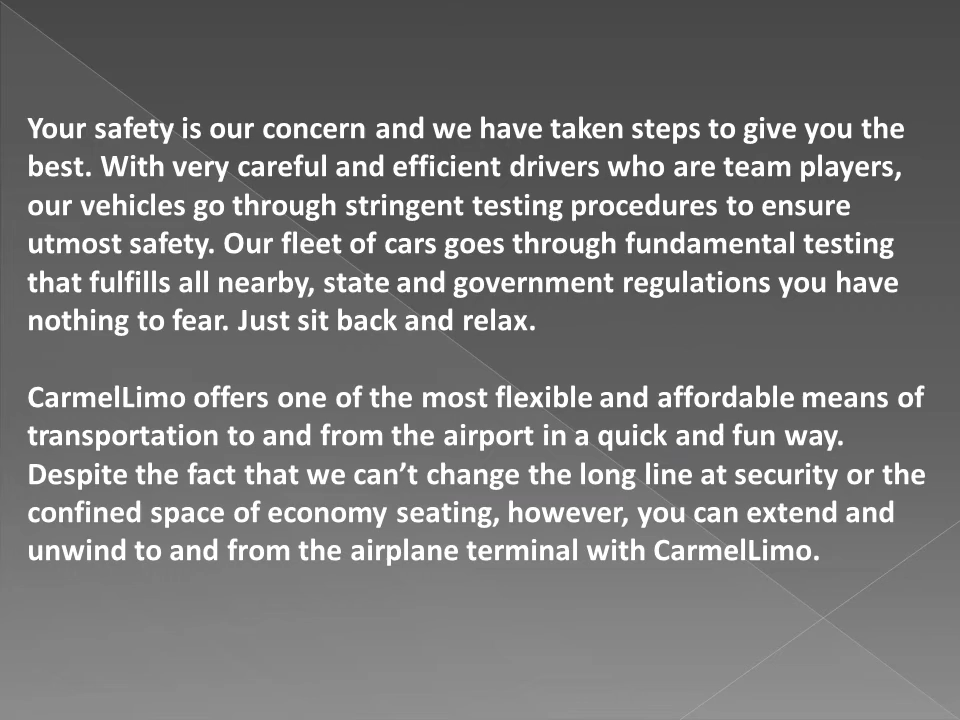 Your safety is our concern and we have taken steps to give you the
best. With very careful and efficient drivers who are team players,
our vehicles go through stringent testing procedures to ensure
utmost safety. Our fleet of cars goes through fundamental testing
that fulfills all nearby, state and government regulations you have
nothing to fear. Just sit back and relax.
CarmelLimo offers one of the most flexible and affordable means of
transportation to and from the airport in a quick and fun way.
Despite the fact that we can’t change the long line at security or the
confined space of economy seating, however, you can extend and
unwind to and from the airplane terminal with CarmelLimo.